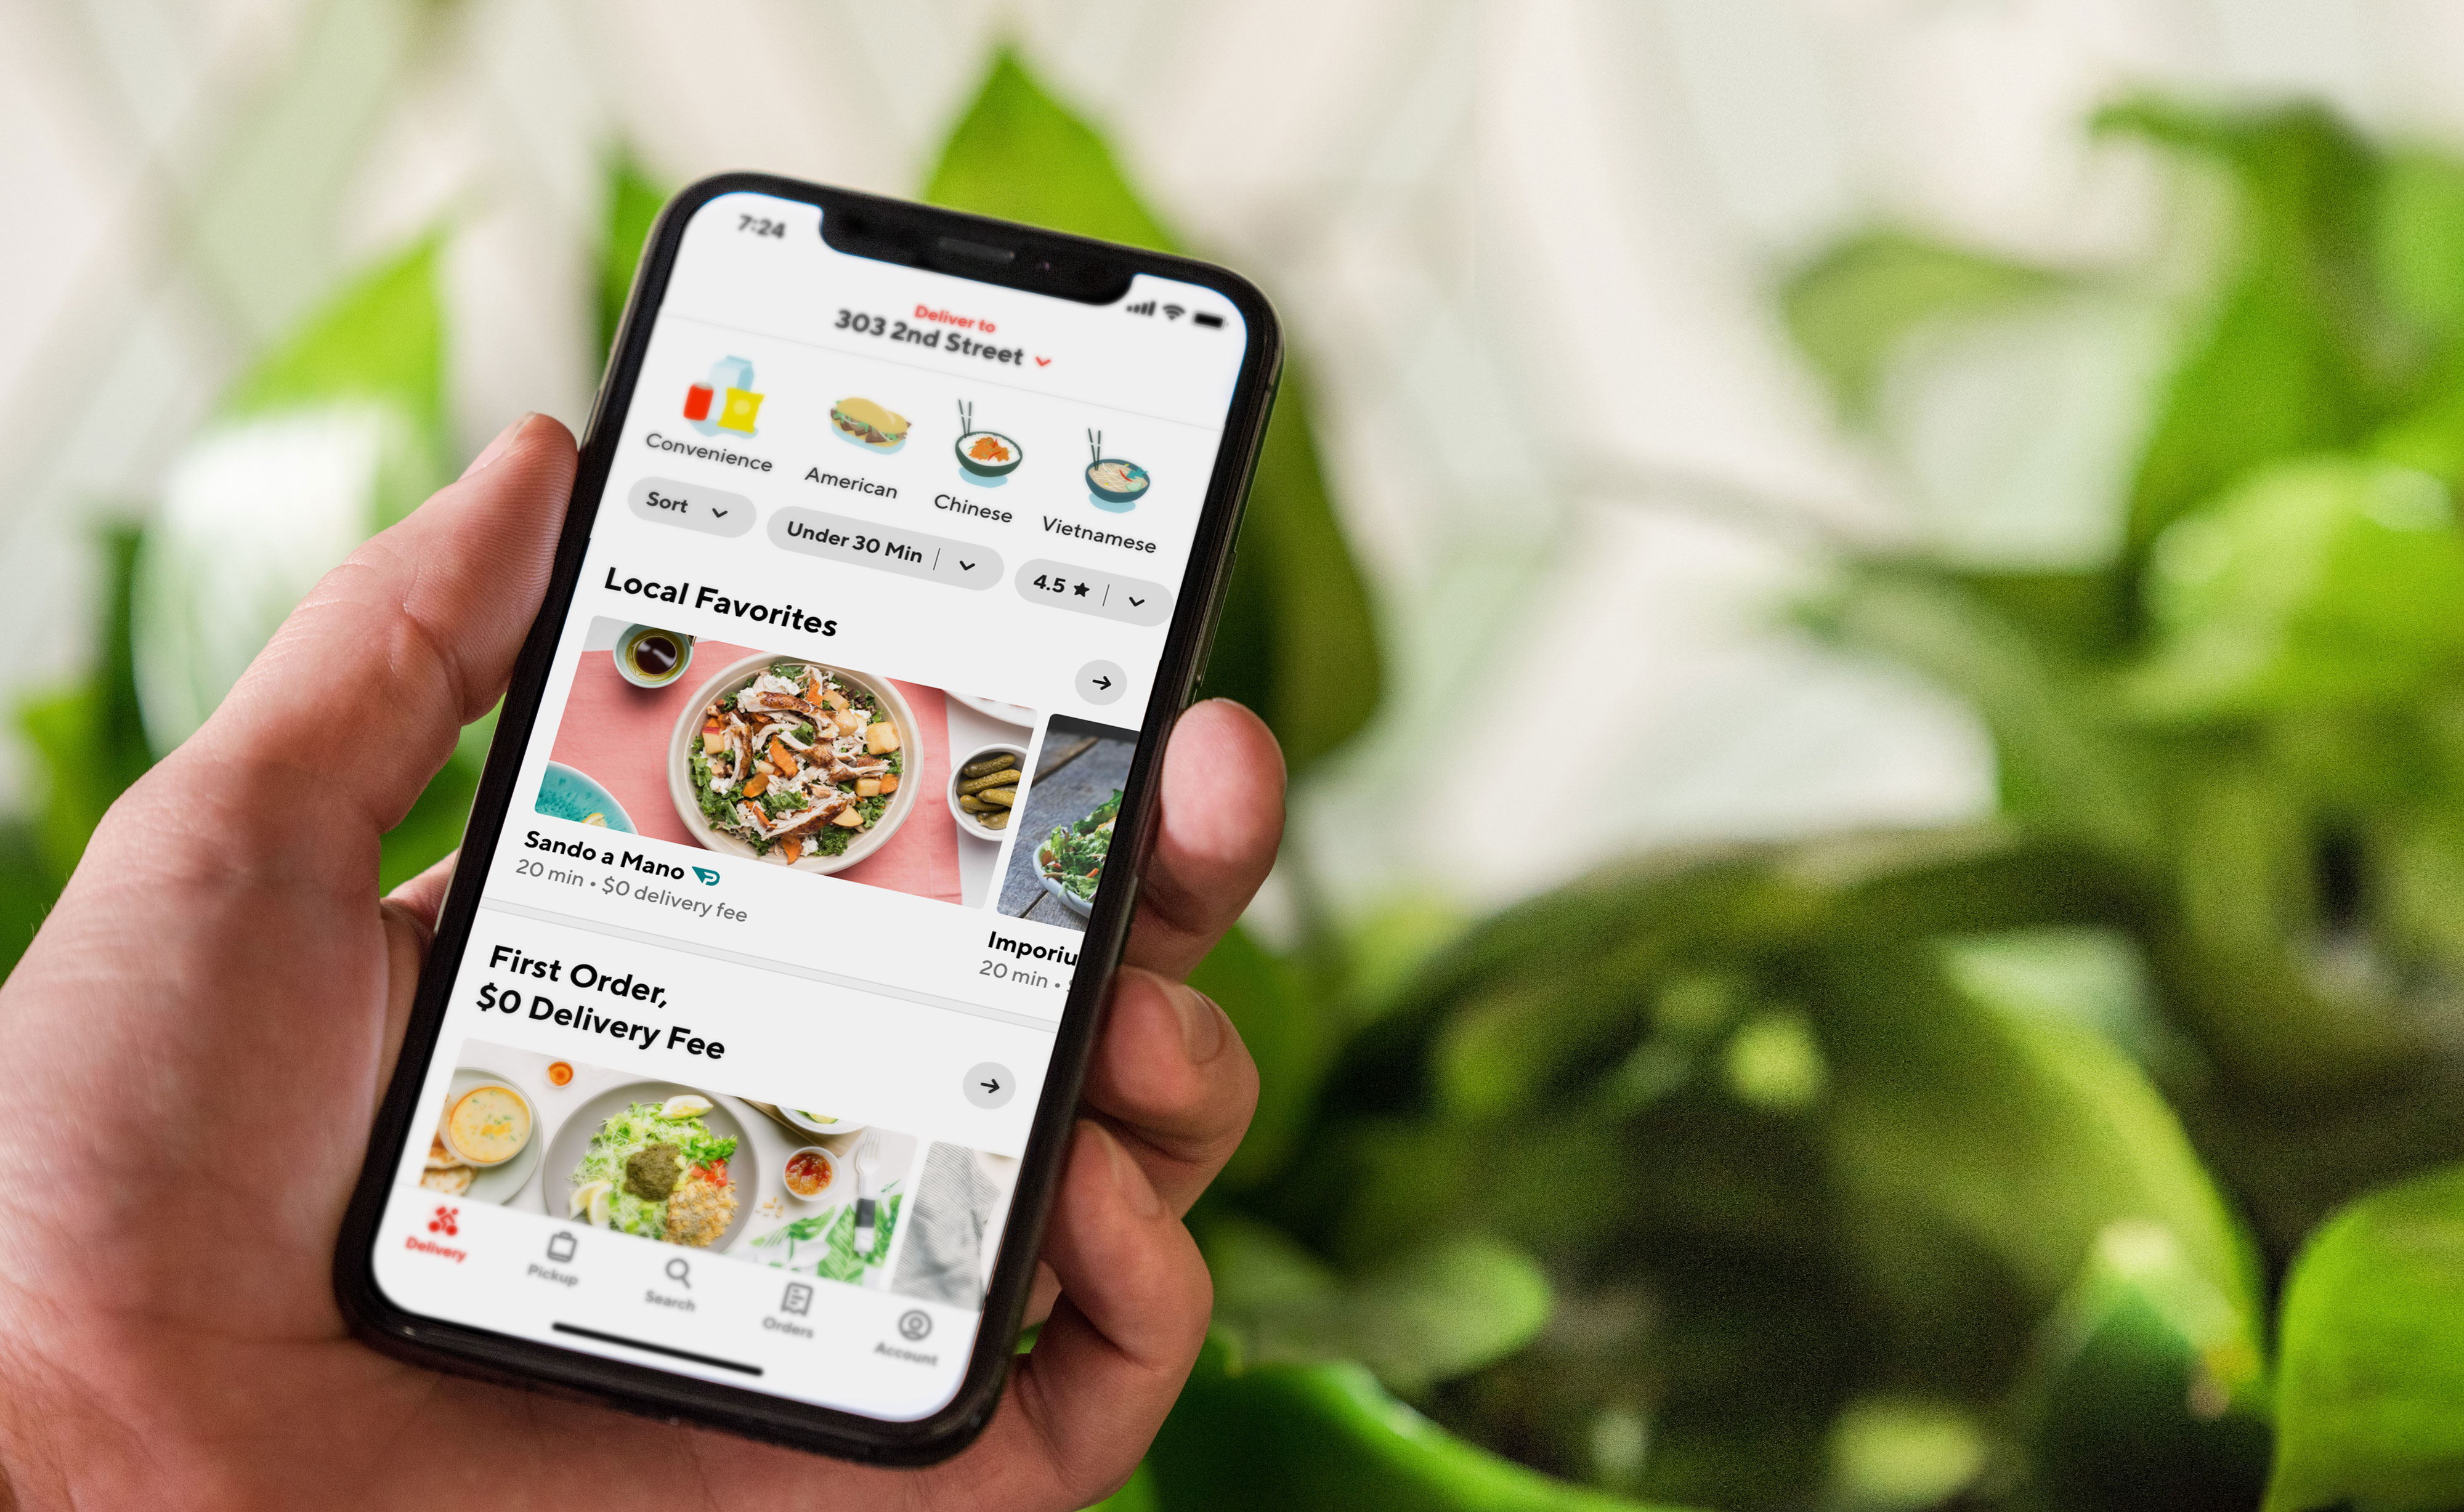 7:24
Deliver to
303 2nd Street
Convenience
American
Chinese
Vietnamese
Sort
Under 30 Min
4.5
Local Favorites
Sando a Mano
20 min • $0 delivery fee
Imporiu
20 min •
First Order,
$0 Delivery Fee
Delivery
Pickup
Search
Orders
Account